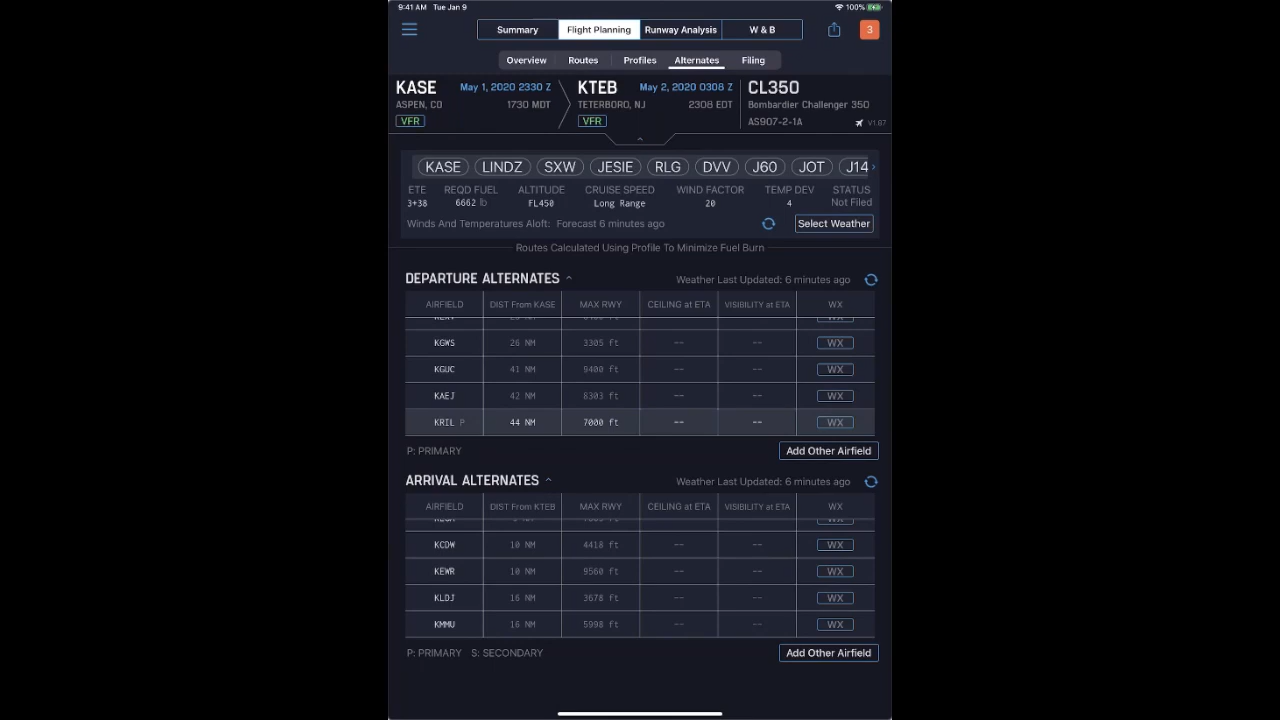 9:41 AM Tue Jan 9 100%
Summary Flight Planning Runway Analysis W & B 3
Overview Routes Profiles Alternates Filing
KASE May 1, 2020 2330 Z KTEB May 2, 2020 0308 Z CL350
ASPEN, CO 1730 MDT TETERBORO, NJ 2308 EDT Bombardier Challenger 350
VFR VFR AS907-2-1A V1.87
KASE LINDZ SXW JESIE RLG DVV J60 JOT J14
ETE REQD FUEL ALTITUDE CRUISE SPEED WIND FACTOR TEMP DEV STATUS
3+38 6662 lb FL450 Long Range 20 4 Not Filed
Winds And Temperatures Aloft: Forecast 6 minutes ago Select Weather
Routes Calculated Using Profile To Minimize Fuel Burn
DEPARTURE ALTERNATES Weather Last Updated: 6 minutes ago
AIRFIELD DIST From KASE MAX RWY CEILING at ETA VISIBILITY at ETA WX
WX
KGWS 26 NM 3305 ft -- -- WX
KGUC 41 NM 9400 ft -- -- WX
KAEJ 42 NM 8303 ft -- -- WX
KRIL P 44 NM 7000 ft -- -- WX
P: PRIMARY Add Other Airfield
ARRIVAL ALTERNATES Weather Last Updated: 6 minutes ago
AIRFIELD DIST From KTEB MAX RWY CEILING at ETA VISIBILITY at ETA WX
WX
KCDW 10 NM 4418 ft -- -- WX
KEWR 10 NM 9560 ft -- -- WX
KLDJ 16 NM 3678 ft -- -- WX
KMMU 16 NM 5998 ft -- -- WX
P: PRIMARY S: SECONDARY Add Other Airfield